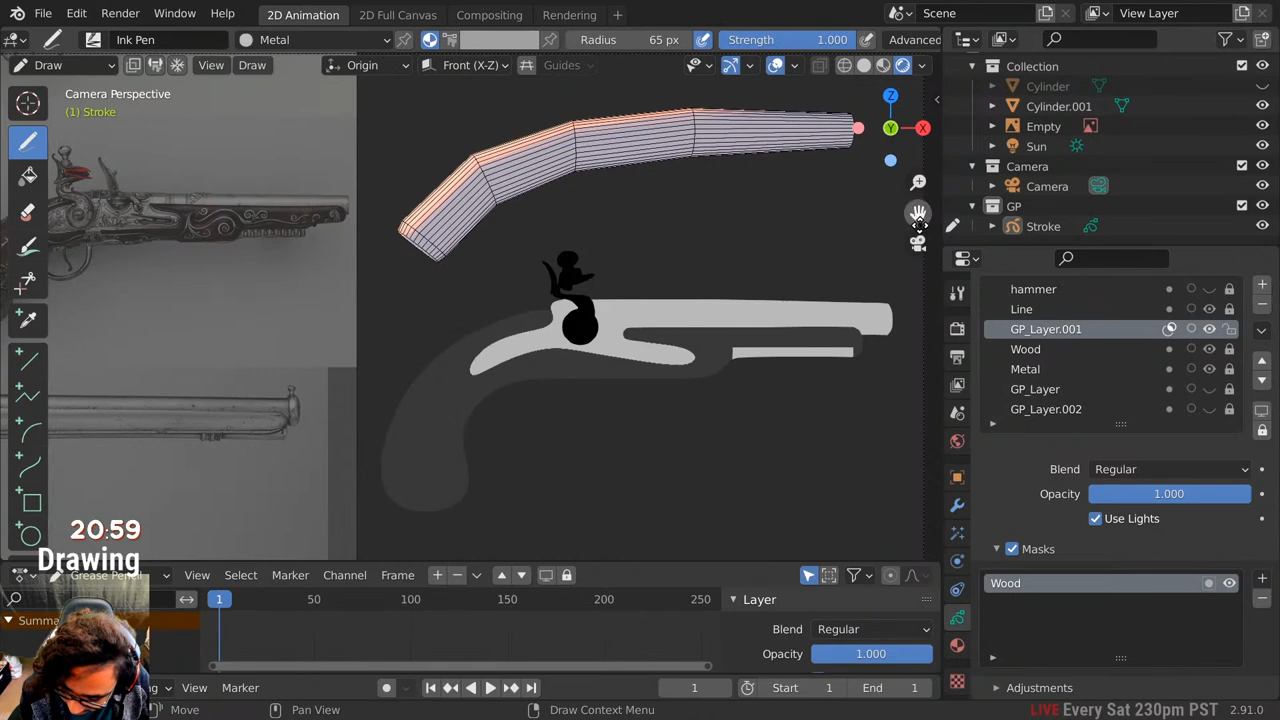 File Edit Render Window Help 2D Animation 2D Full Canvas Compositing Rendering + Scene View Layer
Ink Pen Metal Radius 65 px Strength 1.000 Advanced
Draw View Draw Origin Front (X-Z) Guides
Camera Perspective
(1) Stroke
Z
Y X
Collection
Cylinder
Cylinder.001
Empty
Sun
Camera
Camera
GP
Stroke
hammer
Line
GP_Layer.001
Wood
Metal
GP_Layer
GP_Layer.002
Blend Regular
Opacity 1.000
Use Lights
Masks
Wood
Adjustments
20:59
Drawing
Grease Pencil View Select Marker Channel Frame
1 50 100 150 200 250
Summa
Layer
Blend Regular
Opacity 1.000
View Marker 1 Start 1 End 1
Move Pan View Draw Context Menu
LIVE Every Sat 230pm PST 2.91.0